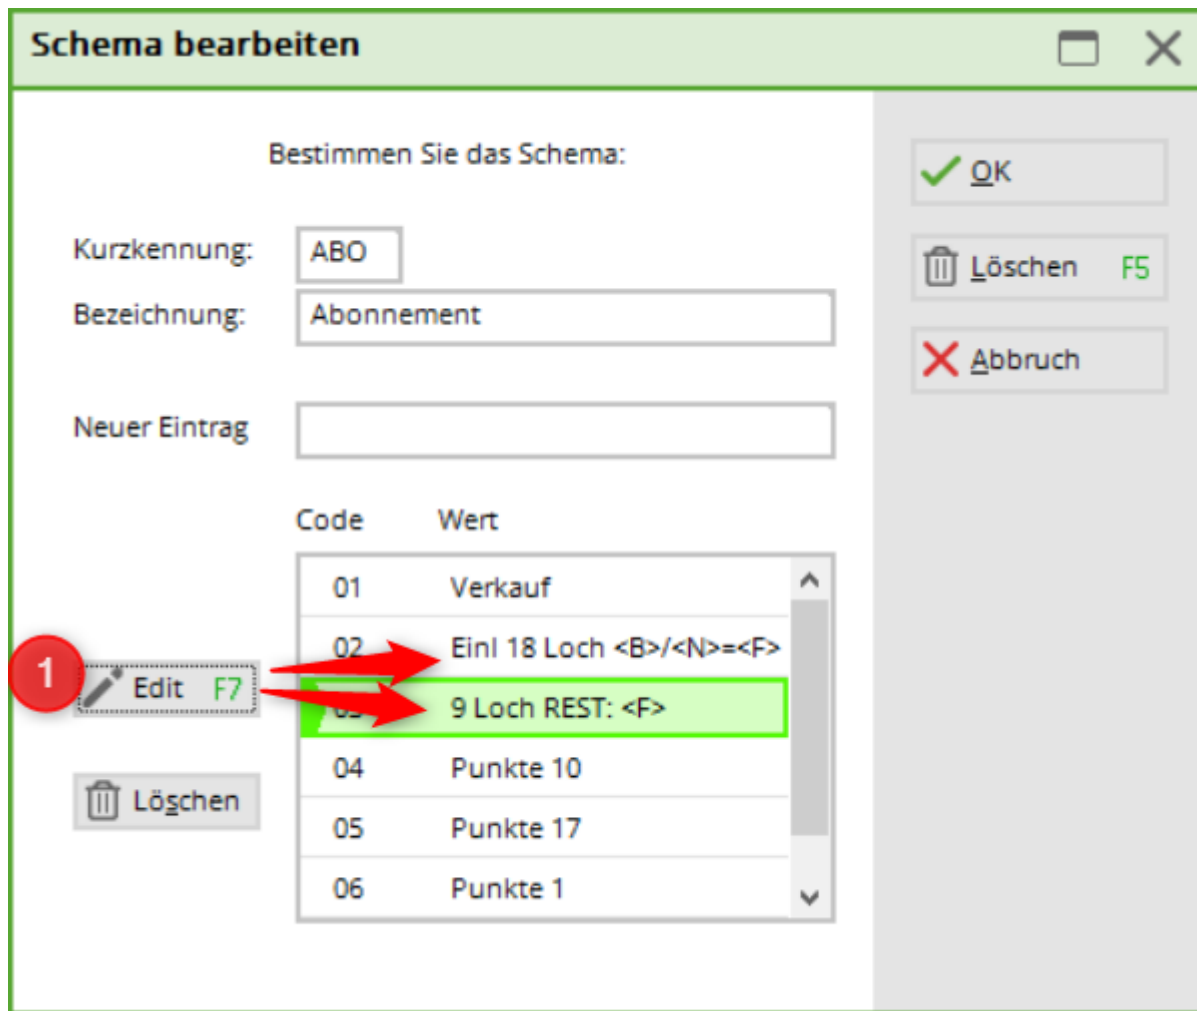 Schema bearbeiten
Bestimmen Sie das Schema:
OK
Kurzkennung: ABO
Löschen F5
Bezeichnung: Abonnement
Abbruch
Neuer Eintrag
Code Wert
01 Verkauf
02 Einl 18 Loch <B>/<N>=<F>
1 Edit F7
03 9 Loch REST: <F>
04 Punkte 10
Löschen
05 Punkte 17
06 Punkte 1